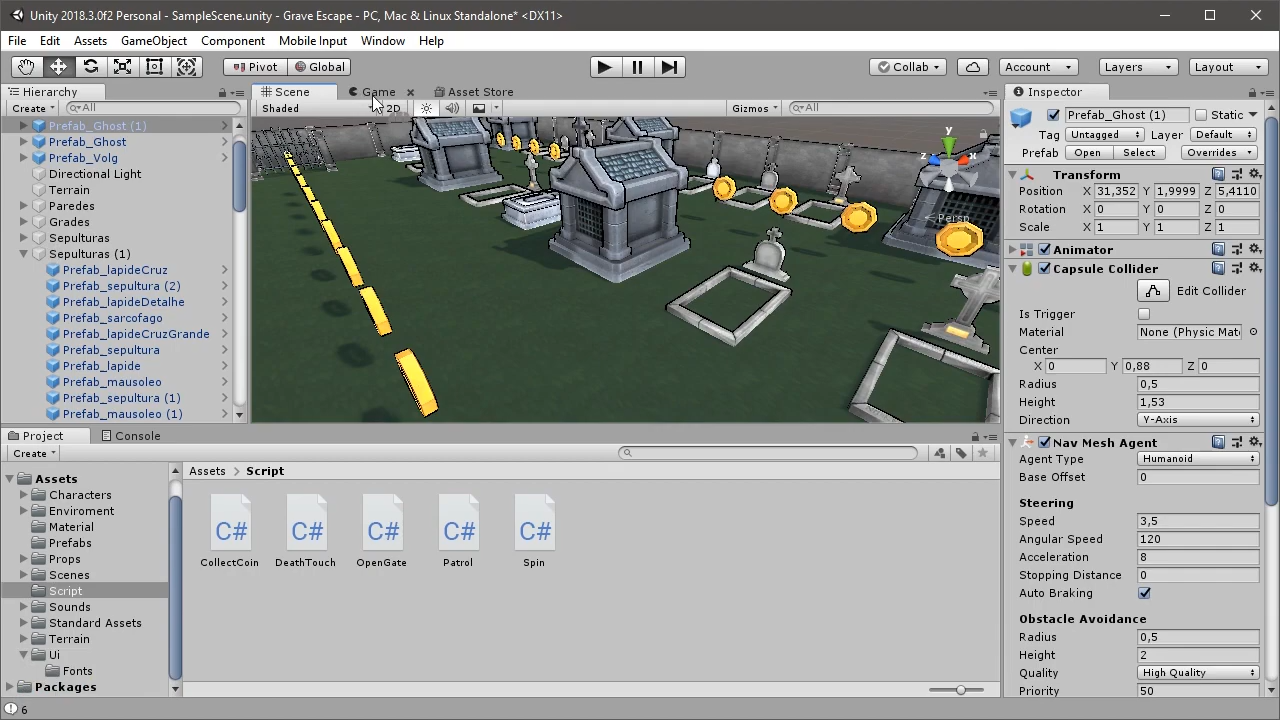 Unity 2018.3.0f2 Personal - SampleScene.unity - Grave Escape - PC, Mac & Linux Standalone* <DX11>
File Edit Assets GameObject Component Mobile Input Window Help
Pivot Global Collab Account Layers Layout
Hierarchy
Create All
Prefab_Ghost (1)
Prefab_Ghost
Prefab_Volg
Directional Light
Terrain
Paredes
Grades
Sepulturas
Sepulturas (1)
Prefab_lapideCruz
Prefab_sepultura (2)
Prefab_lapideDetalhe
Prefab_sarcofago
Prefab_lapideCruzGrande
Prefab_sepultura
Prefab_lapide
Prefab_mausoleo
Prefab_sepultura (1)
Prefab_mausoleo (1)
Scene Game Asset Store
Shaded 2D Gizmos All
y
z x
Persp
Inspector
Prefab_Ghost (1) Static
Tag Untagged Layer Default
Prefab Open Select Overrides
Transform
Position X 31,352 Y 1,9999 Z 5,4110
Rotation X 0 Y 0 Z 0
Scale X 1 Y 1 Z 1
Animator
Capsule Collider
Edit Collider
Is Trigger
Material None (Physic Mat
Center
X 0 Y 0,88 Z 0
Radius 0,5
Height 1,53
Direction Y-Axis
Nav Mesh Agent
Agent Type Humanoid
Base Offset 0
Steering
Speed 3,5
Angular Speed 120
Acceleration 8
Stopping Distance 0
Auto Braking
Obstacle Avoidance
Radius 0,5
Height 2
Quality High Quality
Priority 50
Project Console
Create
Assets
Characters
Enviroment
Material
Prefabs
Props
Scenes
Script
Sounds
Standard Assets
Terrain
Ui
Fonts
Packages
Assets > Script
C# C# C# C# C#
CollectCoin DeathTouch OpenGate Patrol Spin
6